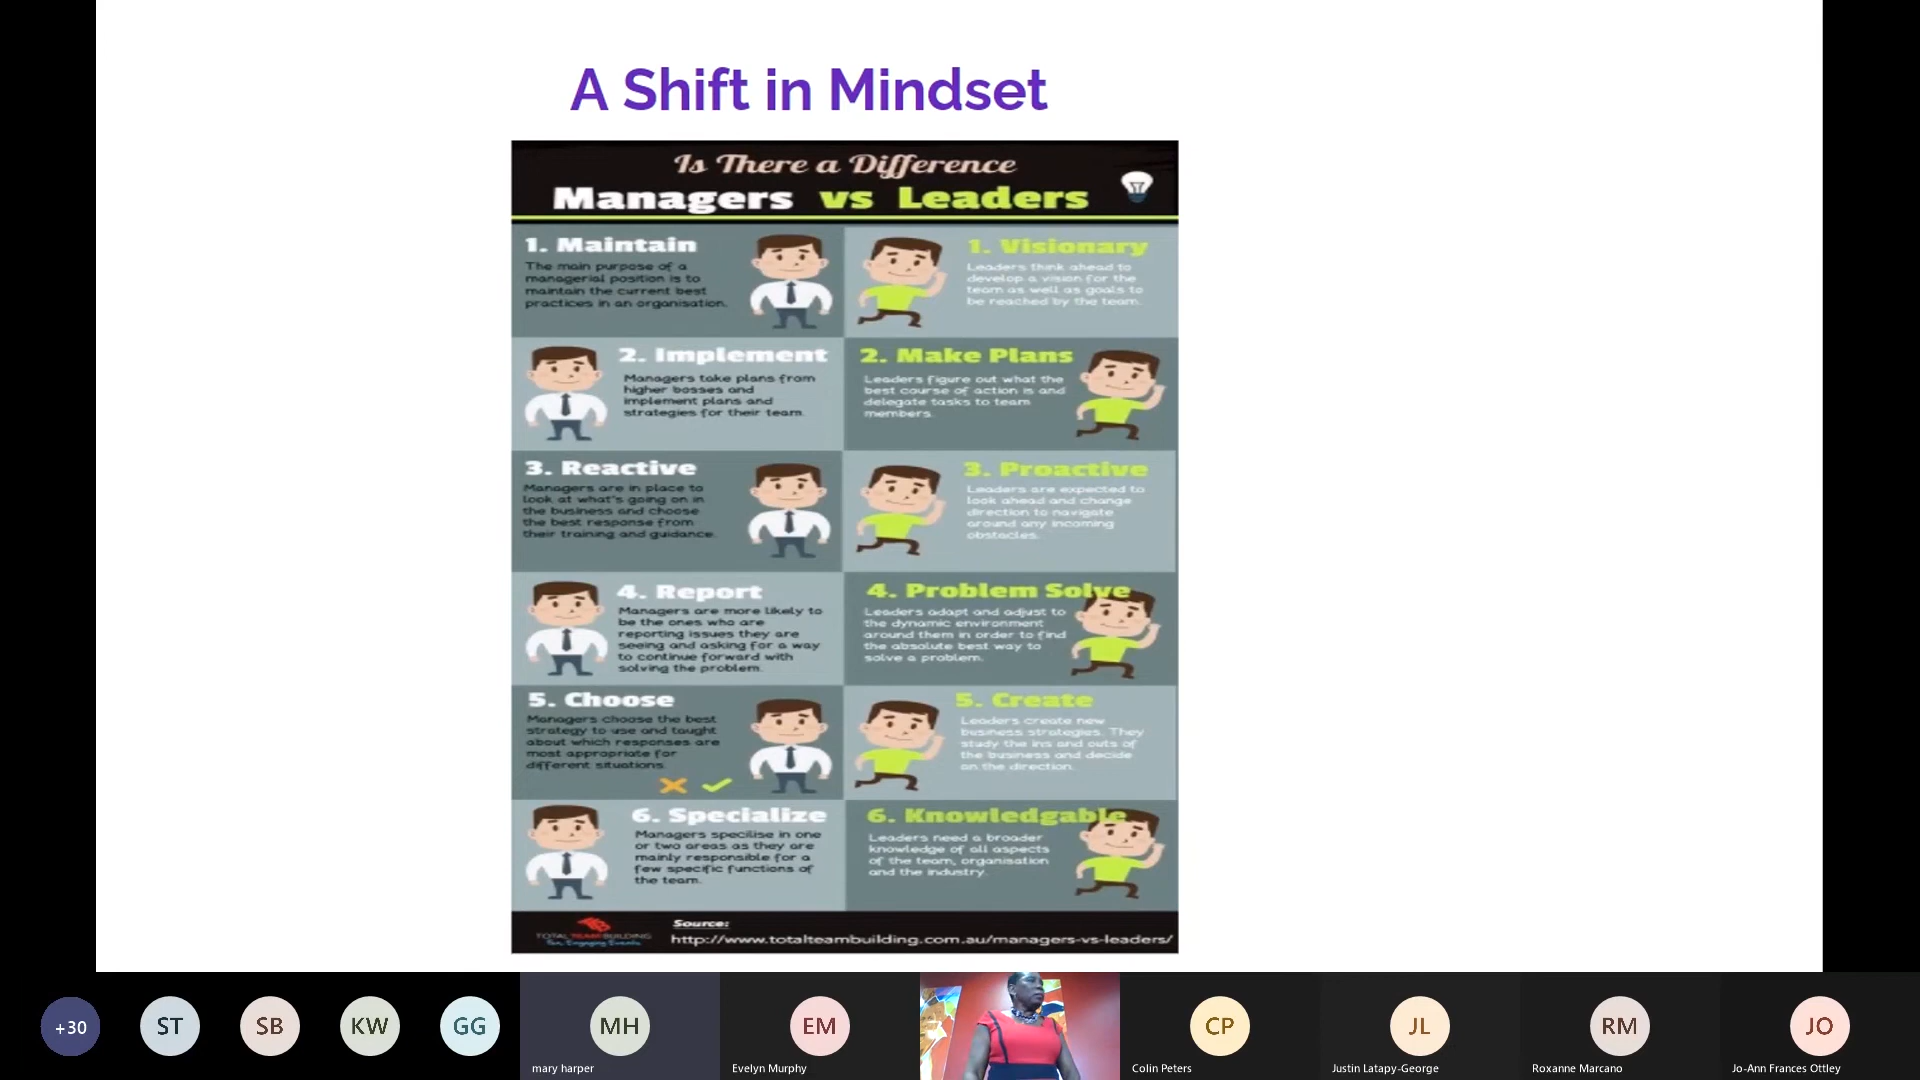 A Shift in Mindset
Is There a Difference
Managers vs Leaders
1. Maintain
The main purpose of a
managerial position is to
maintain the current best
practices in an organisation.
1. Visionary
Leaders think ahead to
develop a vision for the
team as well as goals to
be reached by the team.
2. Implement
Managers take plans from
higher bosses and
implement plans and
strategies for their team.
2. Make Plans
Leaders figure out what the
best course of action is and
delegate tasks to team
members.
3. Reactive
Managers are in place to
look at what's going on in
the business and choose
the best response from
their training and guidance.
3. Proactive
Leaders are expected to
look ahead and change
direction to navigate
around any incoming
obstacles.
4. Report
Managers are more likely to
be the ones who are
reporting issues they are
seeing and asking for a way
to continue forward with
solving the problem.
4. Problem Solve
Leaders adapt and adjust to
the dynamic environment
around them in order to find
the absolute best way to
solve a problem.
5. Choose
Managers choose the best
strategy to use and taught
about which responses are
most appropriate for
different situations.
5. Create
Leaders create new
business strategies. They
study the ins and outs of
the business and decide
on the direction.
6. Specialize
Managers specilise in one
or two areas as they are
mainly responsible for a
few specific functions of
the team.
6. Knowledgable
Leaders need a broader
knowledge of all aspects
of the team, organisation
and the industry.
TOTAL TEAM BUILDING
Fun, Engaging Events
Source:
http://www.totalteambuilding.com.au/managers-vs-leaders/
+30
ST
SB
KW
GG
MH
EM
CP
JL
RM
JO
mary harper
Evelyn Murphy
Colin Peters
Justin Latapy-George
Roxanne Marcano
Jo-Ann Frances Ottley